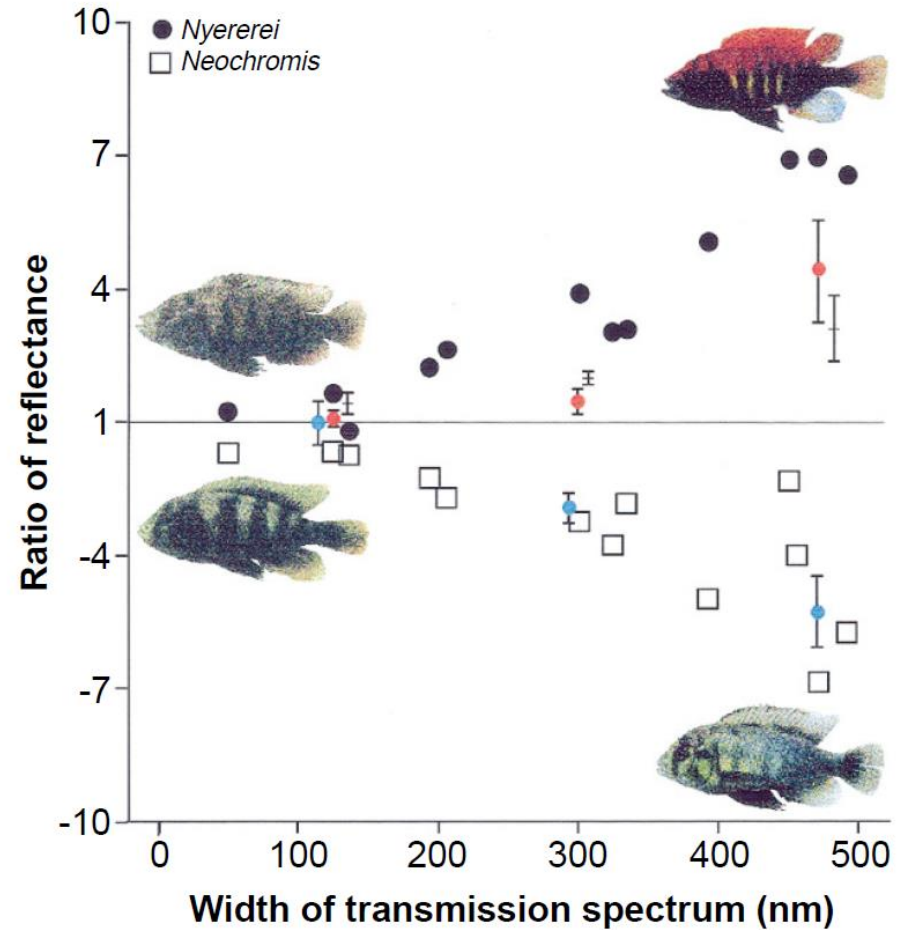 10
Nyererei
Neochromis
7
4
1
-4
-7
-10
Ratio of reflectance
0 100 200 300 400 500
Width of transmission spectrum (nm)